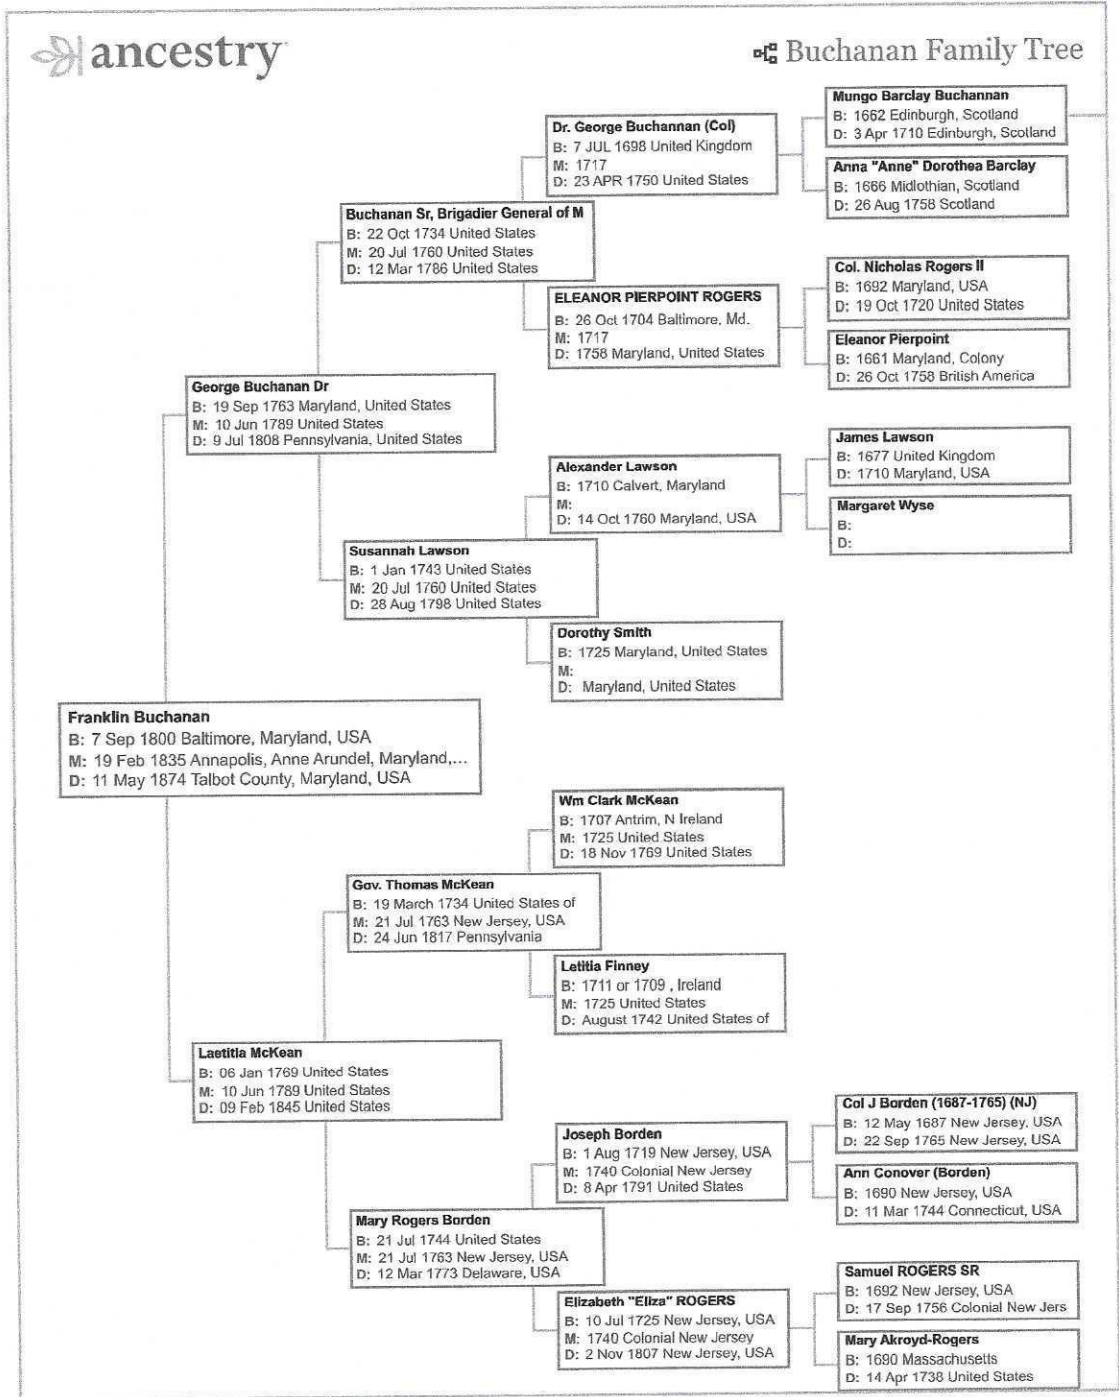 ancestry
Buchanan Family Tree
Mungo Barclay Buchannan
B: 1662 Edinburgh, Scotland
D: 3 Apr 1710 Edinburgh, Scotland
Dr. George Buchannan (Col)
B: 7 JUL 1698 United Kingdom
M: 1717
D: 23 APR 1750 United States
Anna "Anne" Dorothea Barclay
B: 1666 Midlothian, Scotland
D: 26 Aug 1758 Scotland
Buchanan Sr, Brigadier General of M
B: 22 Oct 1734 United States
M: 20 Jul 1760 United States
D: 12 Mar 1786 United States
Col. Nicholas Rogers II
B: 1692 Maryland, USA
D: 19 Oct 1720 United States
ELEANOR PIERPOINT ROGERS
B: 26 Oct 1704 Baltimore, Md.
M: 1717
D: 1758 Maryland, United States
Eleanor Pierpoint
B: 1661 Maryland, Colony
D: 26 Oct 1758 British America
George Buchanan Dr
B: 19 Sep 1763 Maryland, United States
M: 10 Jun 1789 United States
D: 9 Jul 1808 Pennsylvania, United States
James Lawson
B: 1677 United Kingdom
D: 1710 Maryland, USA
Alexander Lawson
B: 1710 Calvert, Maryland
M:
D: 14 Oct 1760 Maryland, USA
Margaret Wyse
B:
D:
Susannah Lawson
B: 1 Jan 1743 United States
M: 20 Jul 1760 United States
D: 28 Aug 1798 United States
Dorothy Smith
B: 1725 Maryland, United States
M:
D: Maryland, United States
Franklin Buchanan
B: 7 Sep 1800 Baltimore, Maryland, USA
M: 19 Feb 1835 Annapolis, Anne Arundel, Maryland,...
D: 11 May 1874 Talbot County, Maryland, USA
Wm Clark McKean
B: 1707 Antrim, N Ireland
M: 1725 United States
D: 18 Nov 1769 United States
Gov. Thomas McKean
B: 19 March 1734 United States of
M: 21 Jul 1763 New Jersey, USA
D: 24 Jun 1817 Pennsylvania
Letitia Finney
B: 1711 or 1709 , Ireland
M: 1725 United States
D: August 1742 United States of
Laetitia McKean
B: 06 Jan 1769 United States
M: 10 Jun 1789 United States
D: 09 Feb 1845 United States
Col J Borden (1687-1765) (NJ)
B: 12 May 1687 New Jersey, USA
D: 22 Sep 1765 New Jersey, USA
Joseph Borden
B: 1 Aug 1719 New Jersey, USA
M: 1740 Colonial New Jersey
D: 8 Apr 1791 United States
Ann Conover (Borden)
B: 1690 New Jersey, USA
D: 11 Mar 1744 Connecticut, USA
Mary Rogers Borden
B: 21 Jul 1744 United States
M: 21 Jul 1763 New Jersey, USA
D: 12 Mar 1773 Delaware, USA
Samuel ROGERS SR
B: 1692 New Jersey, USA
D: 17 Sep 1756 Colonial New Jers
Elizabeth "Eliza" ROGERS
B: 10 Jul 1725 New Jersey, USA
M: 1740 Colonial New Jersey
D: 2 Nov 1807 New Jersey, USA
Mary Akroyd-Rogers
B: 1690 Massachusetts
D: 14 Apr 1738 United States